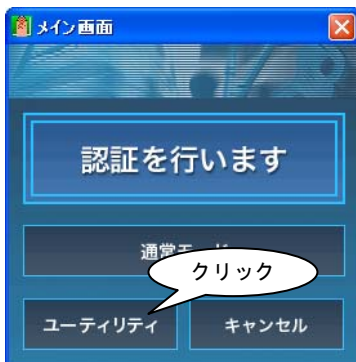 メイン画面
認証を行います
通常モード
クリック
ユーティリティ
キャンセル